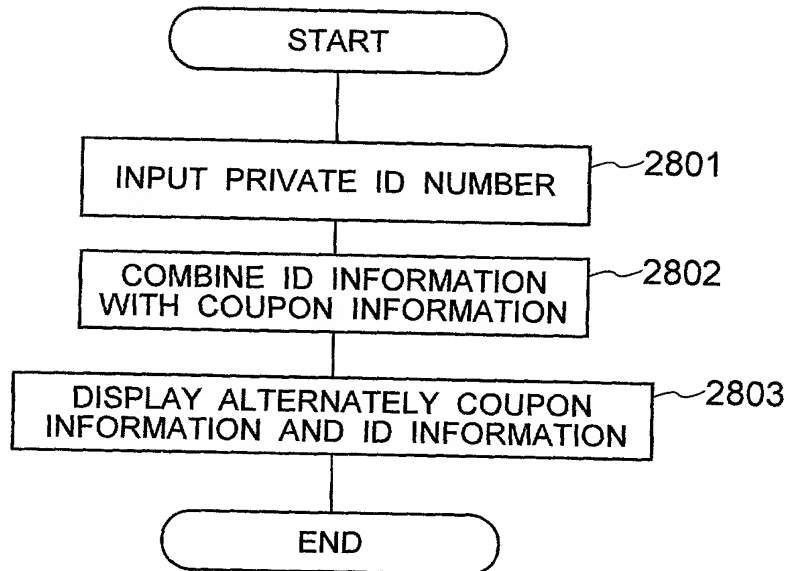 START
INPUT PRIVATE ID NUMBER
2801
COMBINE ID INFORMATION
WITH COUPON INFORMATION
2802
DISPLAY ALTERNATELY COUPON
INFORMATION AND ID INFORMATION
2803
END